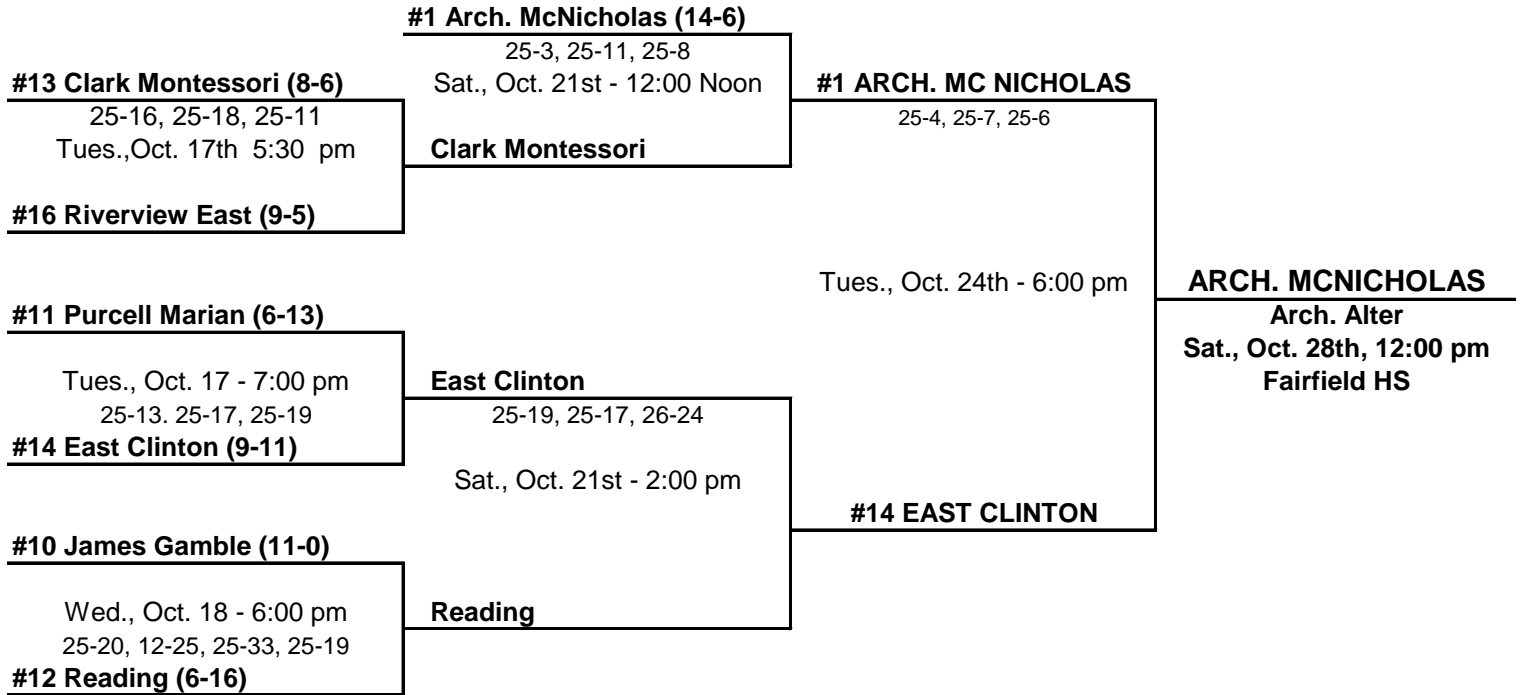 #1 Arch. McNicholas (14-6)
25-3, 25-11, 25-8
Sat., Oct. 21st - 12:00 Noon
#13 Clark Montessori (8-6)
25-16, 25-18, 25-11
Tues.,Oct. 17th 5:30 pm
Clark Montessori
#16 Riverview East (9-5)
#1 ARCH. MC NICHOLAS
25-4, 25-7, 25-6
Tues., Oct. 24th - 6:00 pm
#11 Purcell Marian (6-13)
Tues., Oct. 17 - 7:00 pm
25-13. 25-17, 25-19
#14 East Clinton (9-11)
East Clinton
25-19, 25-17, 26-24
Sat., Oct. 21st - 2:00 pm
#14 EAST CLINTON
#10 James Gamble (11-0)
Wed., Oct. 18 - 6:00 pm
25-20, 12-25, 25-33, 25-19
#12 Reading (6-16)
Reading
ARCH. MCNICHOLAS
Arch. Alter
Sat., Oct. 28th, 12:00 pm
Fairfield HS